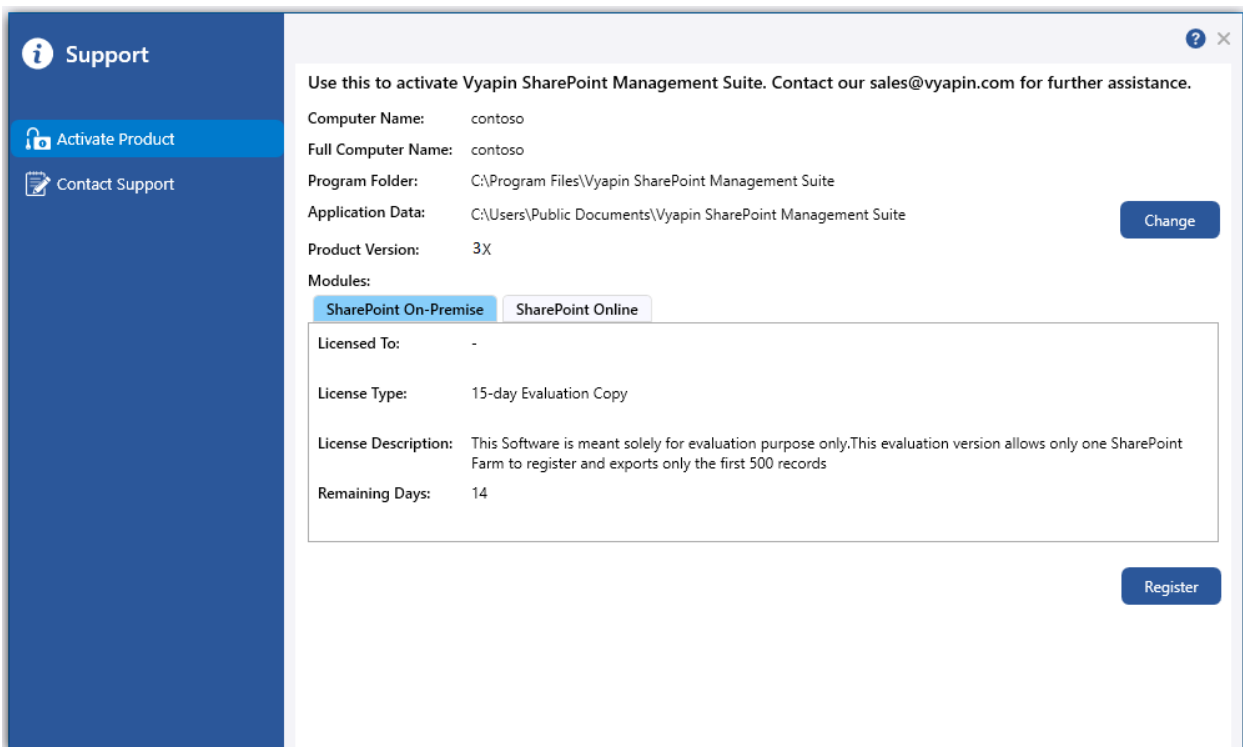 Support
Activate Product
Contact Support
?
Use this to activate Vyapin SharePoint Management Suite. Contact our sales@vyapin.com for further assistance.
Computer Name: contoso
Full Computer Name: contoso
Program Folder: C:\Program Files\Vyapin SharePoint Management Suite
Application Data: C:\Users\Public Documents\Vyapin SharePoint Management Suite
Change
Product Version: 3X
Modules:
SharePoint On-Premise SharePoint Online
Licensed To: -
License Type: 15-day Evaluation Copy
License Description: This Software is meant solely for evaluation purpose only.This evaluation version allows only one SharePoint
Farm to register and exports only the first 500 records
Remaining Days: 14
Register